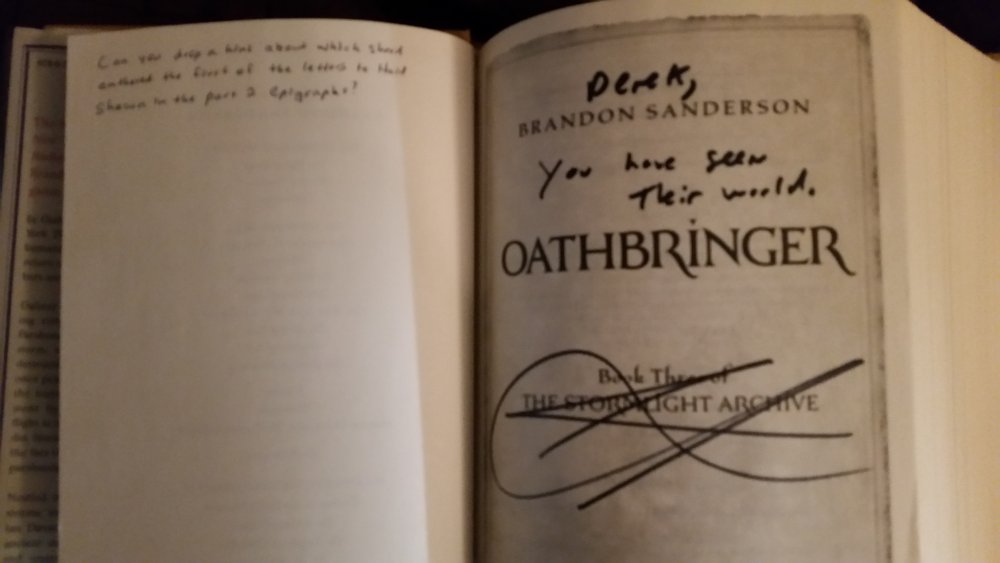 Can you drop a hint about which shard
authored the first of the letters to Hoid
shown in the part 2 epigraphs?
Derek,
BRANDON SANDERSON
You have seen
Their world.
OATHBRINGER
Book Three of
THE STORMLIGHT ARCHIVE